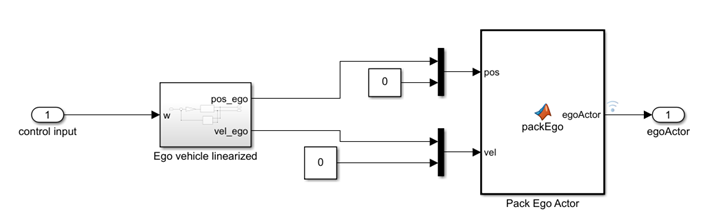 1
control input
w
pos_ego
vel_ego
Ego vehicle linearized
0
0
pos
vel
packEgo
egoActor
Pack Ego Actor
1
egoActor